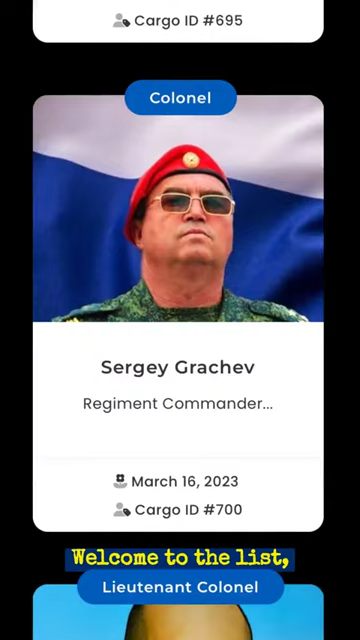 Cargo ID #695
Colonel
Sergey Grachev
Regiment Commander...
March 16, 2023
Cargo ID #700
Welcome to the list,
Lieutenant Colonel